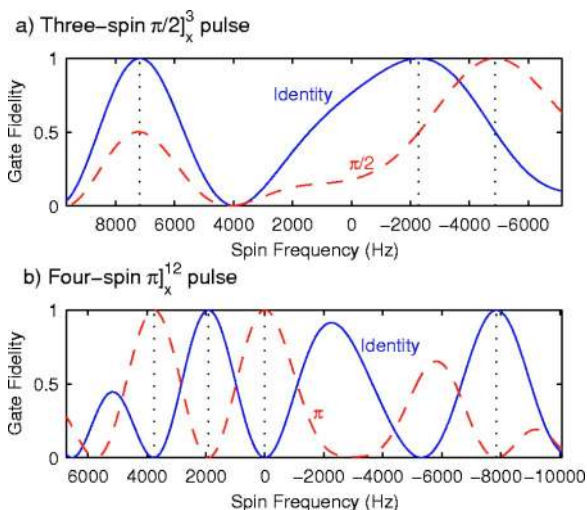 a) Three-spin π/2]³ₓ pulse
1
0.5
0
Gate Fidelity
Identity
π/2
8000 6000 4000 2000 0 -2000 -4000 -6000
Spin Frequency (Hz)
b) Four-spin π]¹²ₓ pulse
1
0.5
0
Gate Fidelity
Identity
π
6000 4000 2000 0 -2000 -4000 -6000 -8000 -10000
Spin Frequency (Hz)